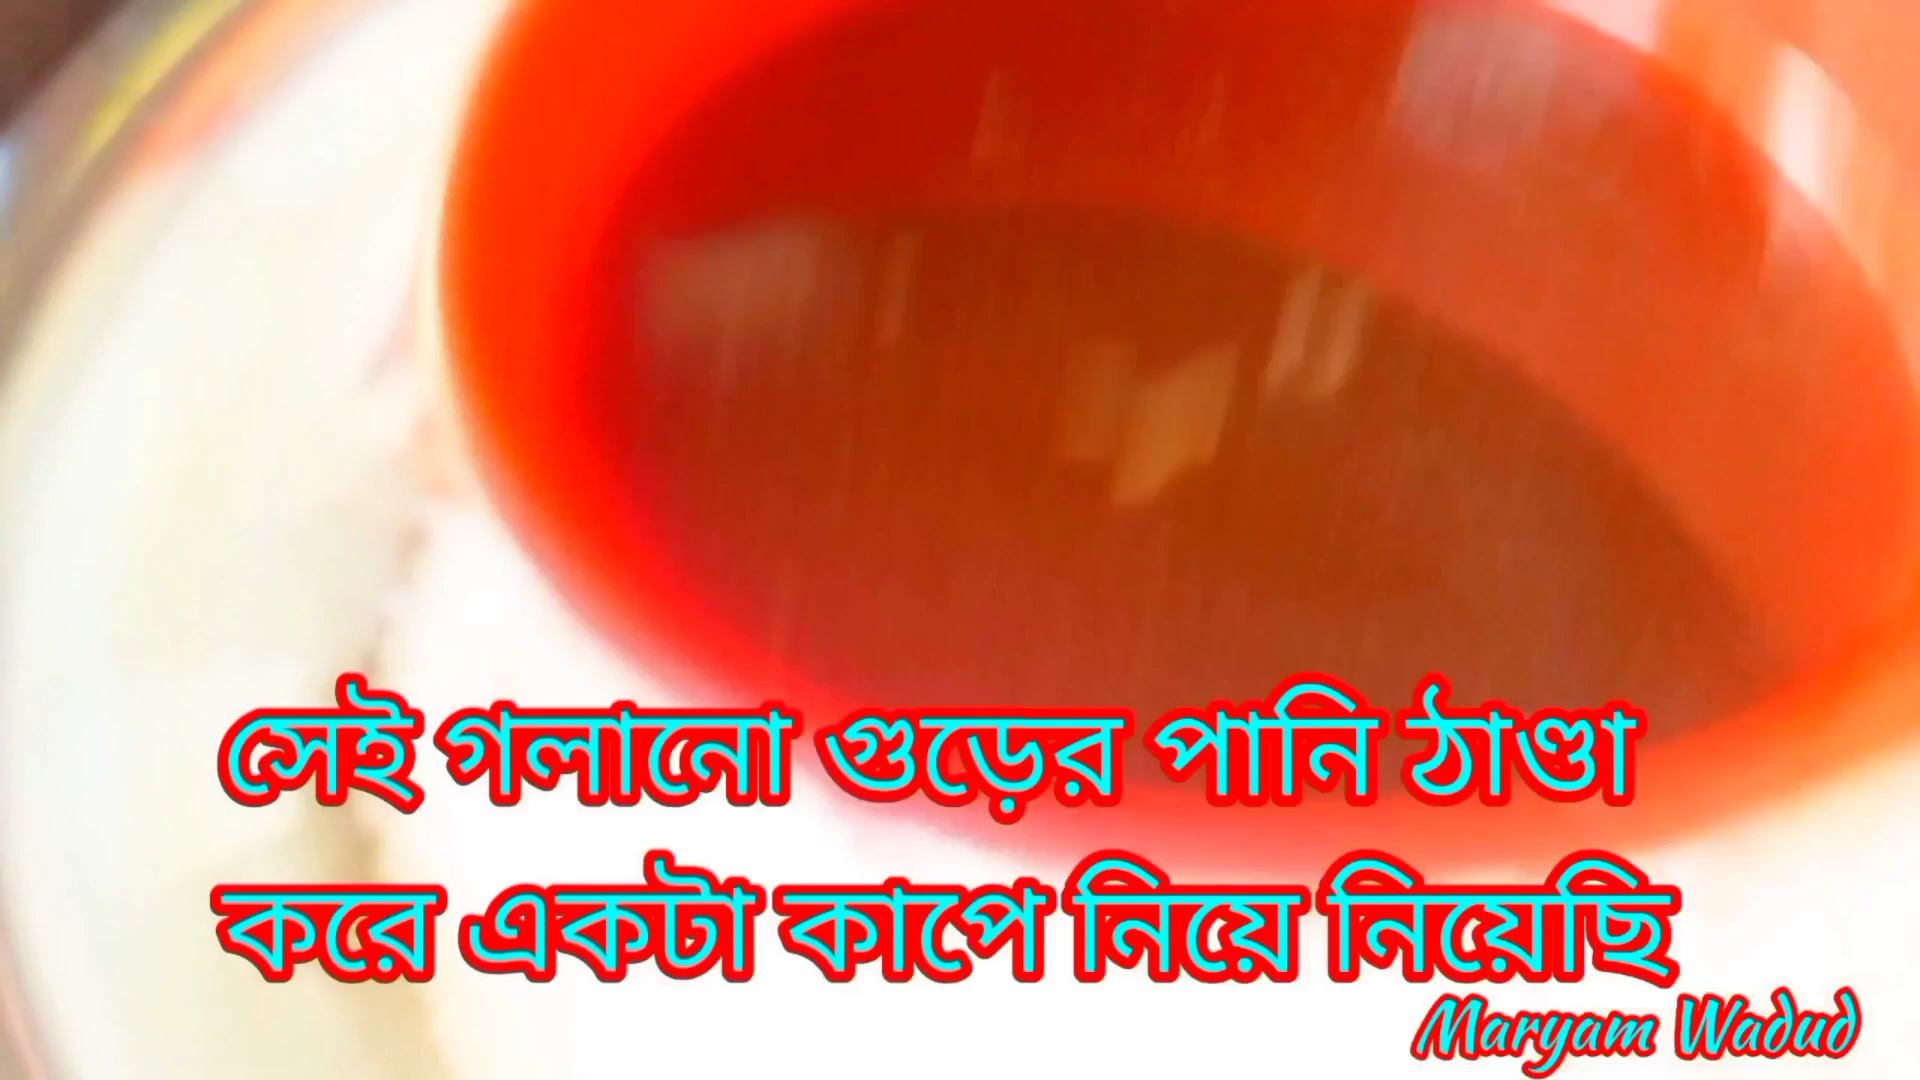 সেই গলানো গুড়ের পানি ঠাণ্ডা
করে একটা কাপে নিয়ে নিয়েছি
Maryam Wadud